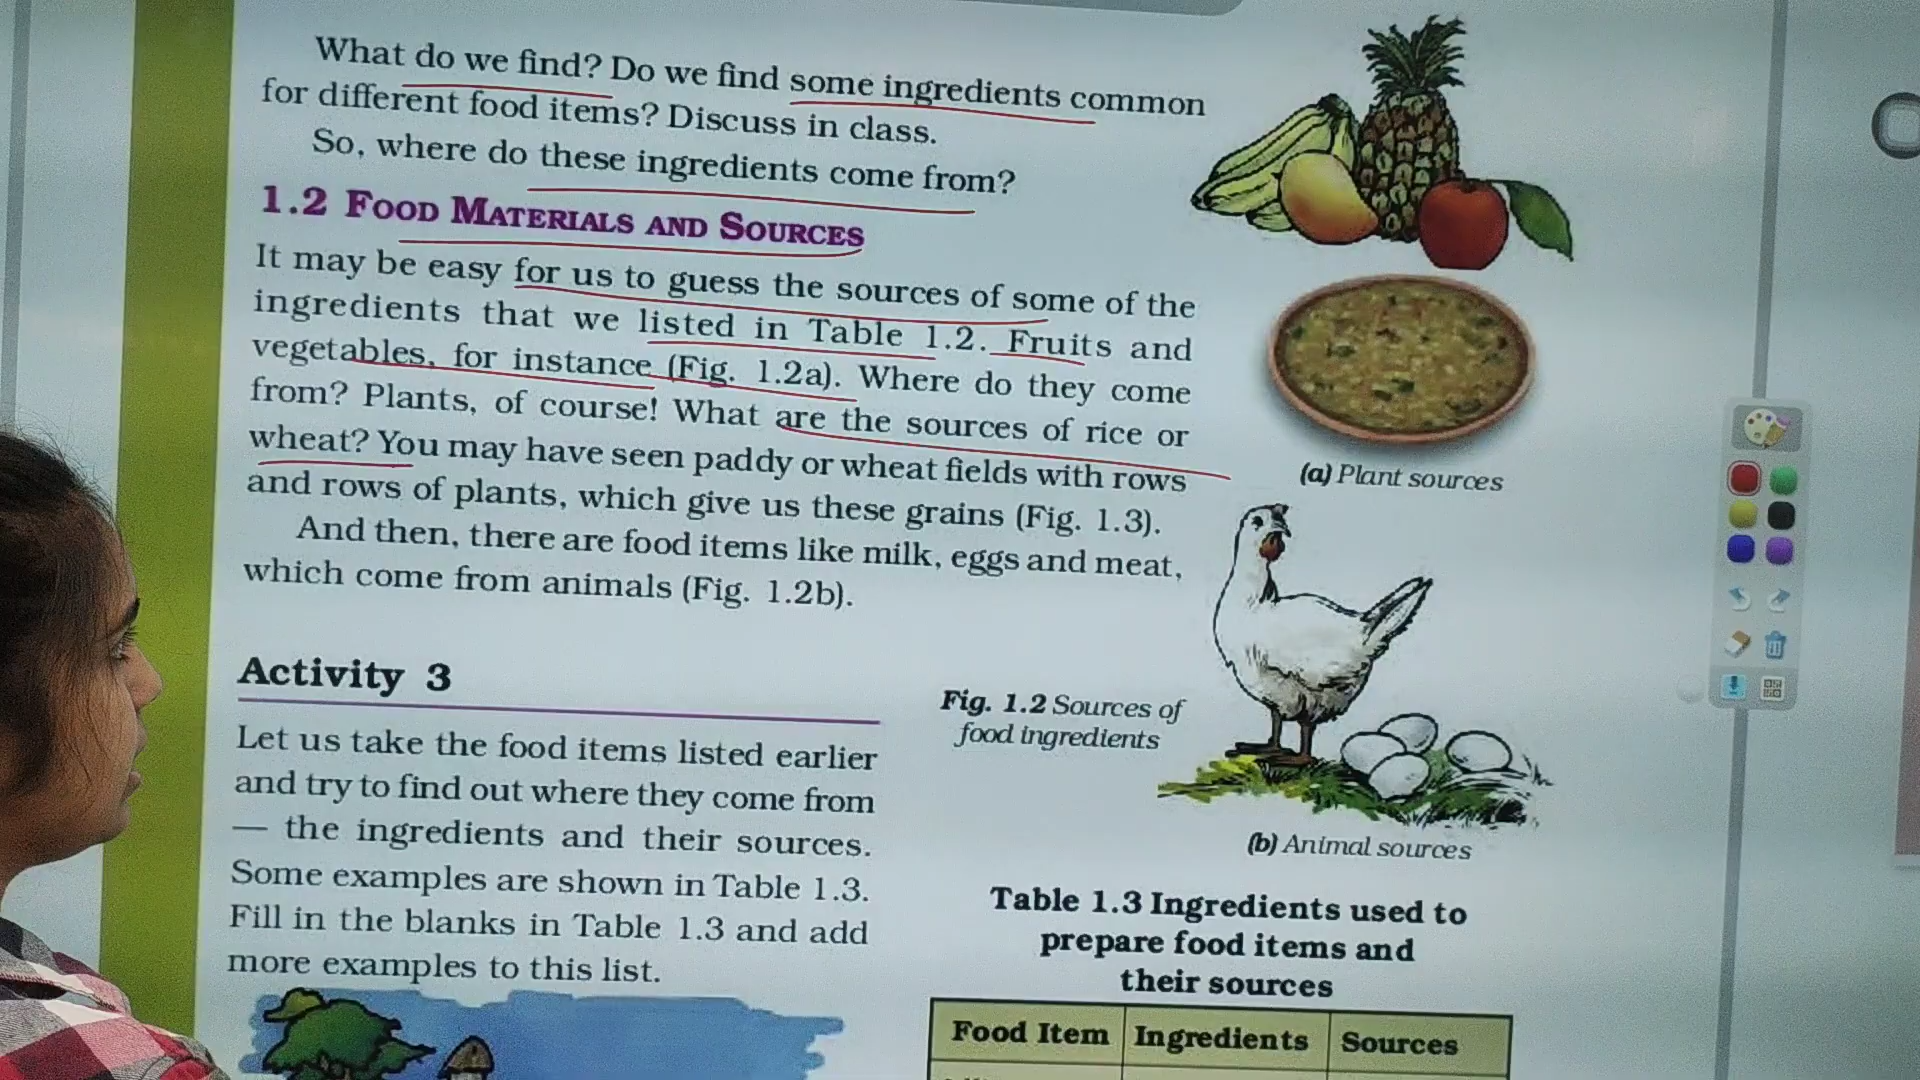 What do we find? Do we find some ingredients common
for different food items? Discuss in class.
So, where do these ingredients come from?
1.2 FOOD MATERIALS AND SOURCES
It may be easy for us to guess the sources of some of the
ingredients that we listed in Table 1.2. Fruits and
vegetables, for instance (Fig. 1.2a). Where do they come
from? Plants, of course! What are the sources of rice or
wheat? You may have seen paddy or wheat fields with rows
and rows of plants, which give us these grains (Fig. 1.3).
And then, there are food items like milk, eggs and meat,
which come from animals (Fig. 1.2b).
(a) Plant sources
Activity 3
Let us take the food items listed earlier
and try to find out where they come from
— the ingredients and their sources.
Some examples are shown in Table 1.3.
Fill in the blanks in Table 1.3 and add
more examples to this list.
Fig. 1.2 Sources of
food ingredients
(b) Animal sources
Table 1.3 Ingredients used to
prepare food items and
their sources
Food Item Ingredients Sources